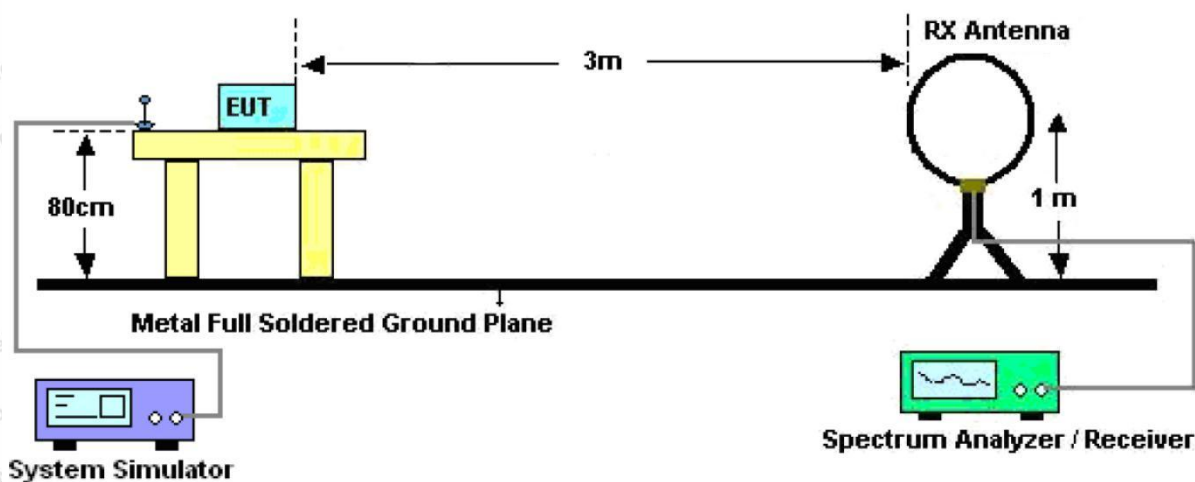 RX Antenna
3m
EUT
80cm
1 m
Metal Full Soldered Ground Plane
Spectrum Analyzer / Receiver
System Simulator